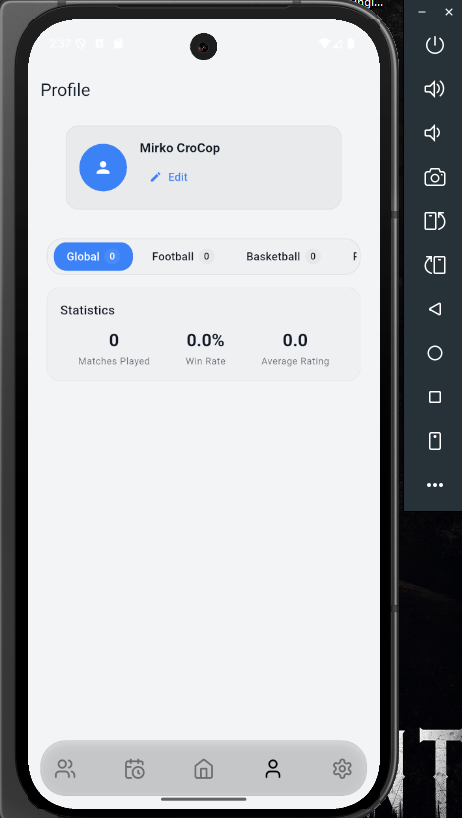 2:37
Profile
Mirko CroCop
Edit
Global 0
Football 0
Basketball 0
Statistics
0
Matches Played
0.0%
Win Rate
0.0
Average Rating